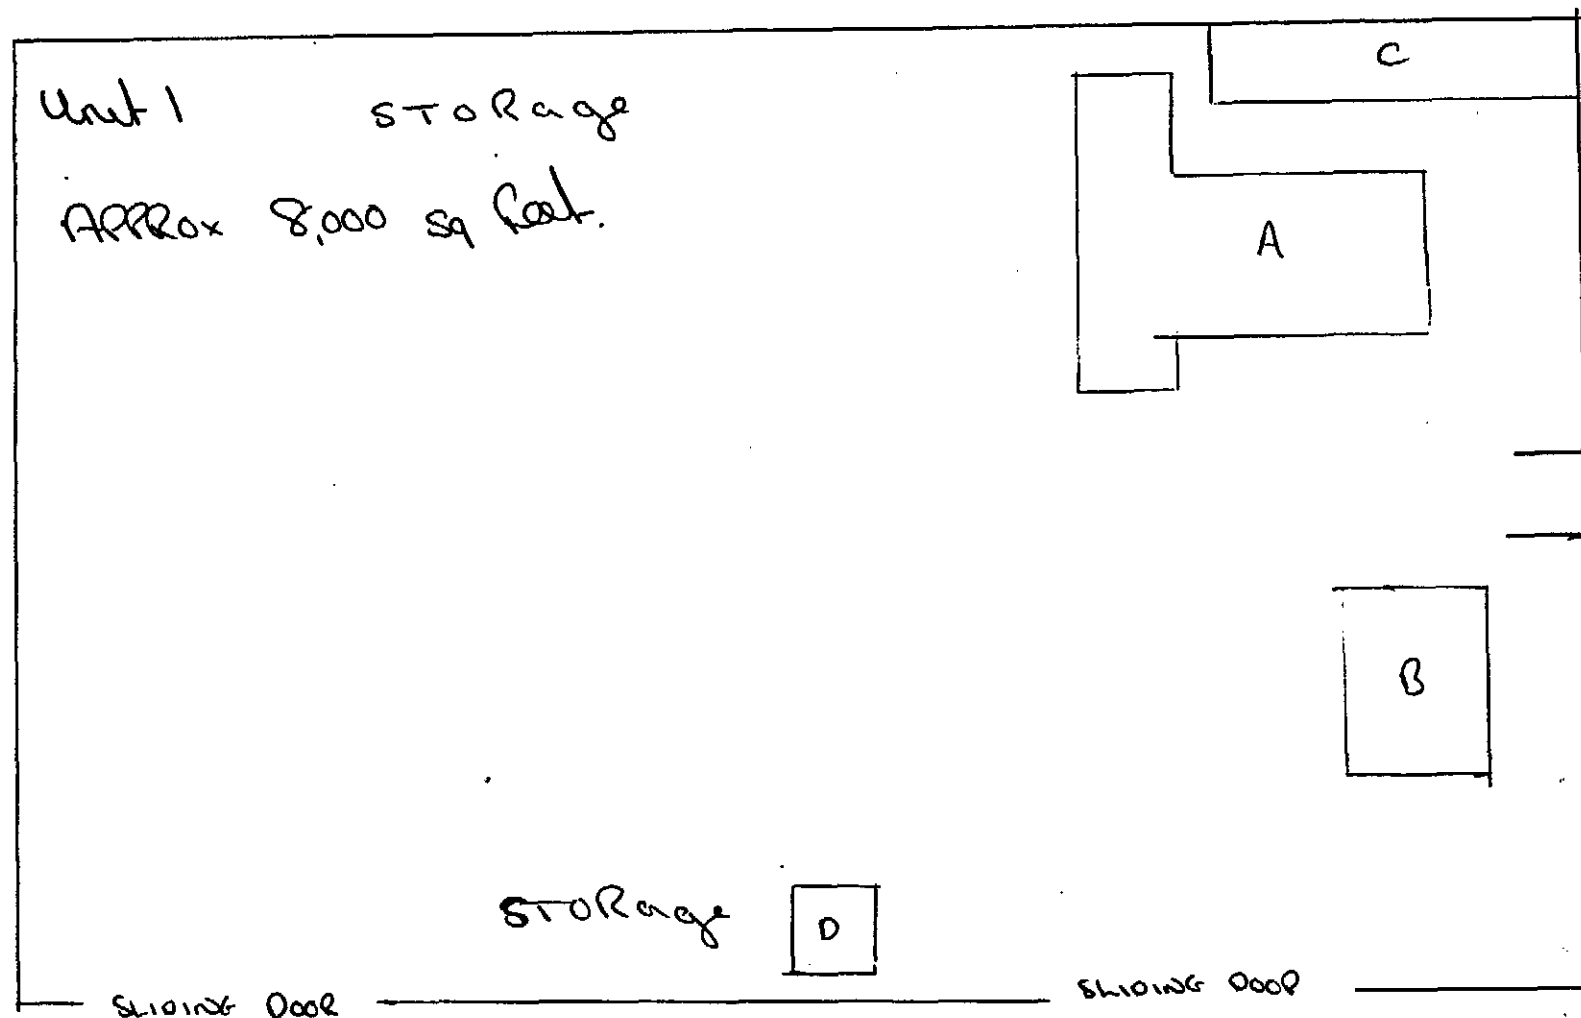 Unit 1 STORage
C
APPROX 8,000 sq feet.
A
B
STORage D
SLIDING DOOR
SLIDING DOOR